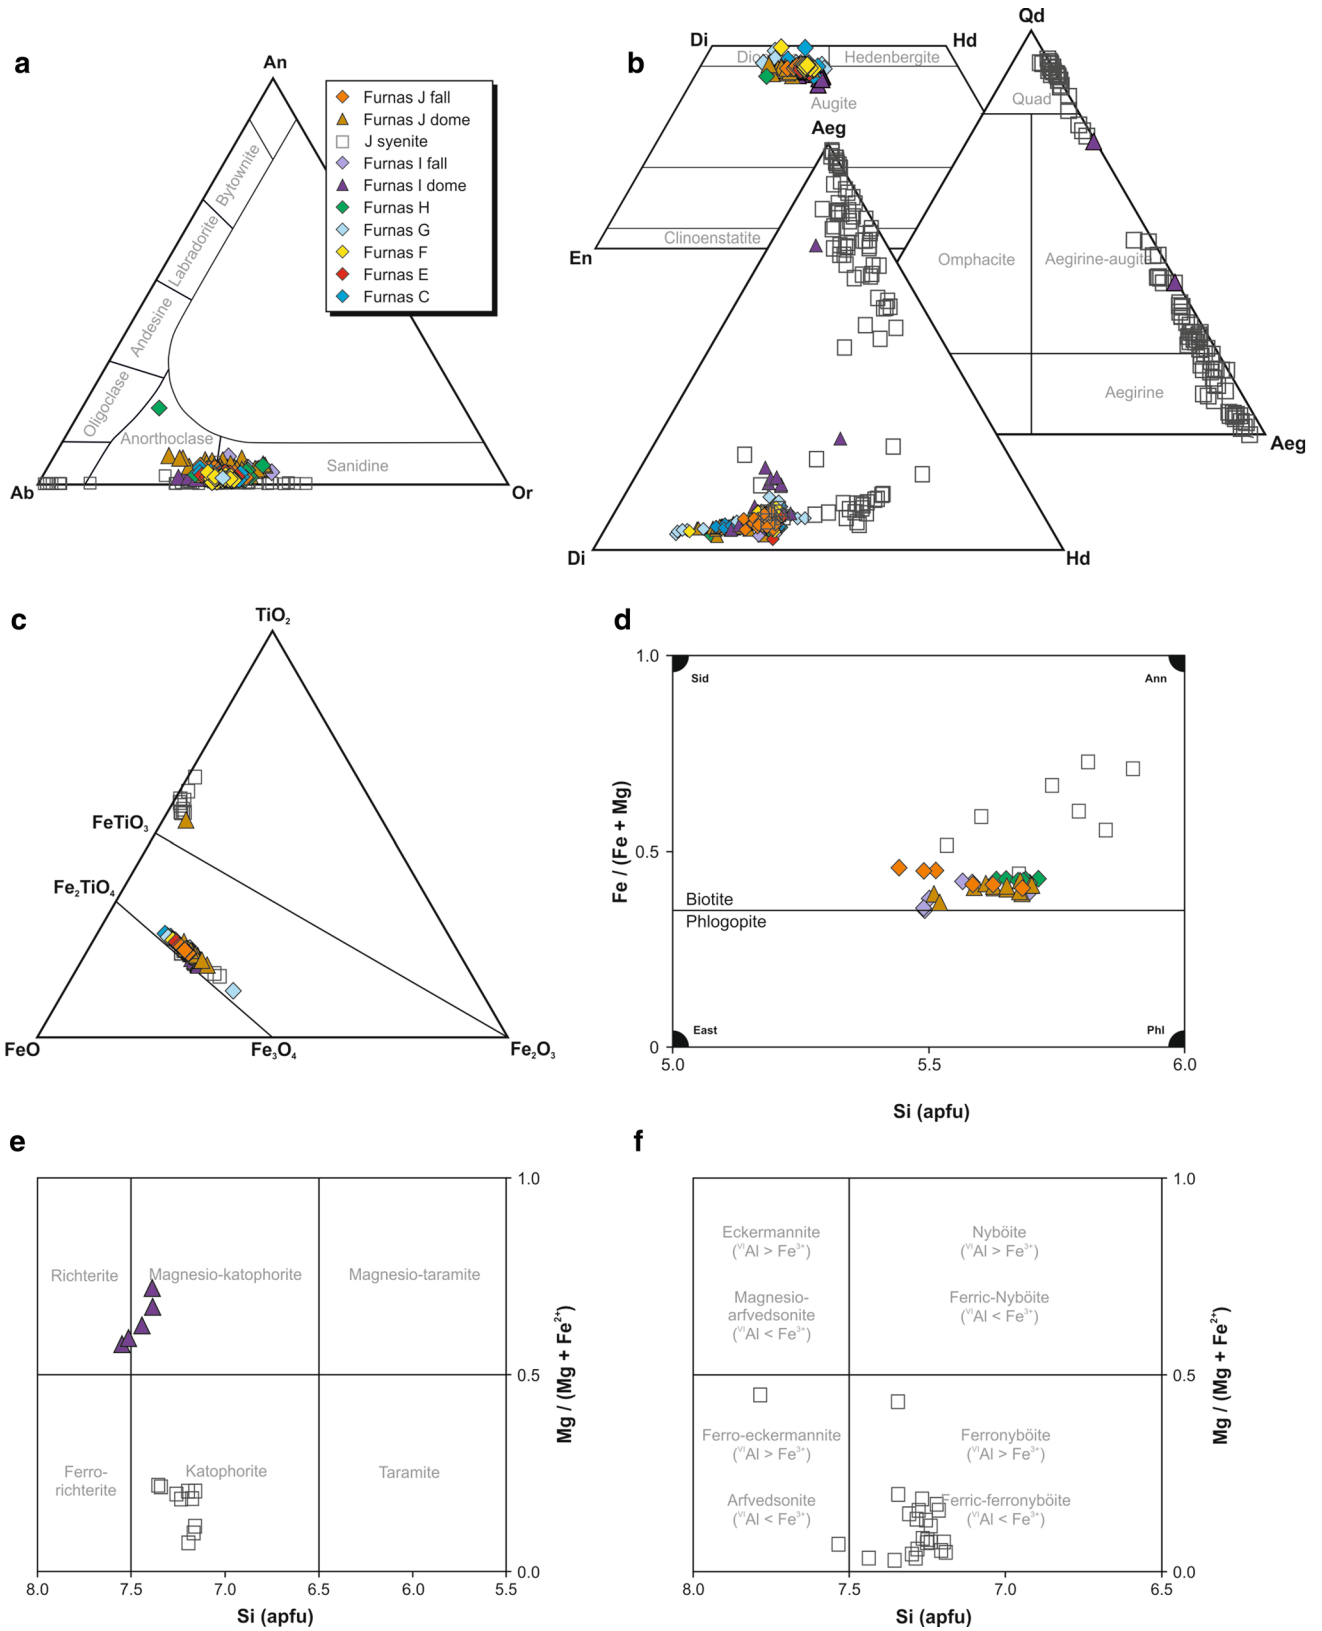 a
An
Bytownite
Labradorite
Andesine
Oligoclase
Anorthoclase
Sanidine
Ab
Or
Furnas J fall
Furnas J dome
J syenite
Furnas I fall
Furnas I dome
Furnas H
Furnas G
Furnas F
Furnas E
Furnas C
b
Di
Hd
Hedenbergite
Augite
Clinoenstatite
En
Aeg
Di
Hd
Qd
Quad
Omphacite
Aegirine-augite
Aegirine
Aeg
c
TiO₂
FeTiO₃
Fe₂TiO₄
FeO
Fe₃O₄
Fe₂O₃
d
1.0
Sid
Ann
Fe / (Fe + Mg)
0.5
Biotite
Phlogopite
East
Phl
0
5.0
5.5
6.0
Si (apfu)
e
1.0
Richterite
Magnesio-katophorite
Magnesio-taramite
0.5
Mg / (Mg + Fe²⁺)
Ferro-
richterite
Katophorite
Taramite
0.0
8.0
7.5
7.0
6.5
6.0
5.5
Si (apfu)
f
1.0
Eckermannite
(ⱽᴵAl > Fe³⁺)
Nyböite
(ⱽᴵAl > Fe³⁺)
Magnesio-
arfvedsonite
(ⱽᴵAl < Fe³⁺)
Ferric-Nyböite
(ⱽᴵAl < Fe³⁺)
0.5
Mg / (Mg + Fe²⁺)
Ferro-eckermannite
(ⱽᴵAl > Fe³⁺)
Ferronyböite
(ⱽᴵAl > Fe³⁺)
Arfvedsonite
(ⱽᴵAl < Fe³⁺)
Ferric-ferronyböite
(ⱽᴵAl < Fe³⁺)
0.0
8.0
7.5
7.0
6.5
Si (apfu)